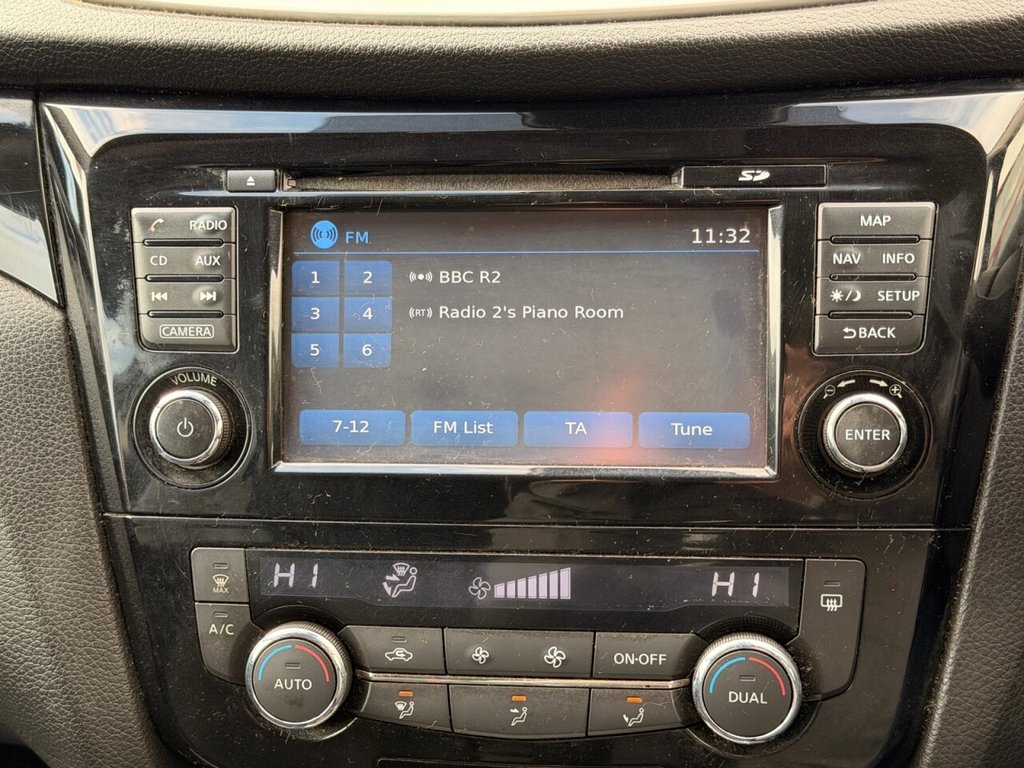 SD
RADIO
CD AUX
CAMERA
VOLUME
FM 11:32
1 2
3 4
5 6
BBC R2
(RT) Radio 2's Piano Room
7-12 FM List TA Tune
MAP
NAV INFO
SETUP
BACK
ENTER
MAX
A/C
HI HI
AUTO
ON·OFF
DUAL